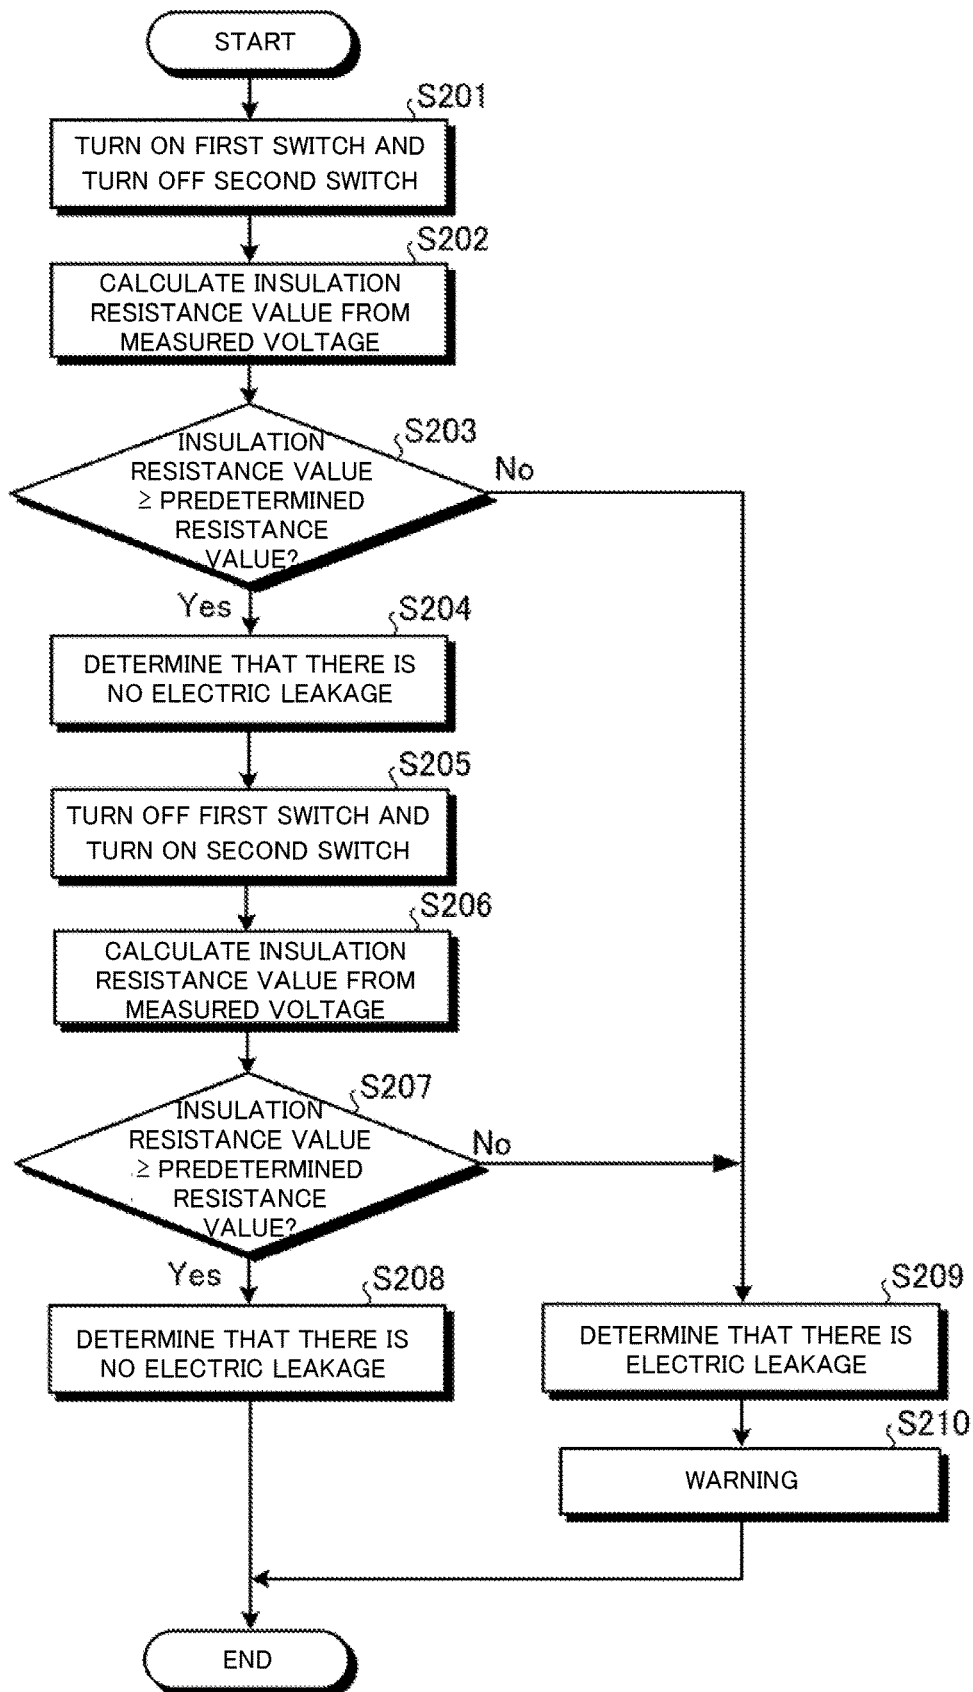 START
S201
TURN ON FIRST SWITCH AND
TURN OFF SECOND SWITCH
S202
CALCULATE INSULATION
RESISTANCE VALUE FROM
MEASURED VOLTAGE
S203
INSULATION
RESISTANCE VALUE
≧ PREDETERMINED
RESISTANCE
VALUE?
No
Yes
S204
DETERMINE THAT THERE IS
NO ELECTRIC LEAKAGE
S205
TURN OFF FIRST SWITCH AND
TURN ON SECOND SWITCH
S206
CALCULATE INSULATION
RESISTANCE VALUE FROM
MEASURED VOLTAGE
S207
INSULATION
RESISTANCE VALUE
≧ PREDETERMINED
RESISTANCE
VALUE?
No
Yes
S208
DETERMINE THAT THERE IS
NO ELECTRIC LEAKAGE
S209
DETERMINE THAT THERE IS
ELECTRIC LEAKAGE
S210
WARNING
END